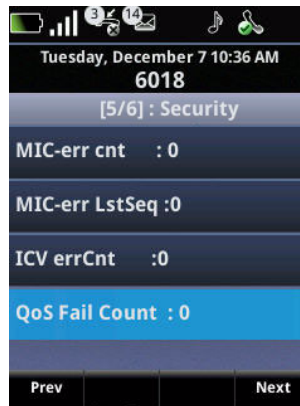 3 14
Tuesday, December 7 10:36 AM
6018
[5/6] : Security
MIC-err cnt : 0
MIC-err LstSeq :0
ICV errCnt :0
QoS Fail Count : 0
Prev Next